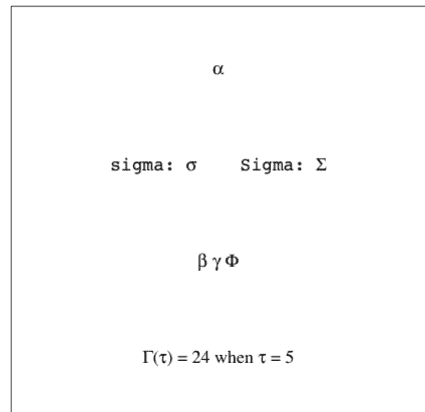 α
sigma: σ Sigma: Σ
β γ Φ
Γ(τ) = 24 when τ = 5